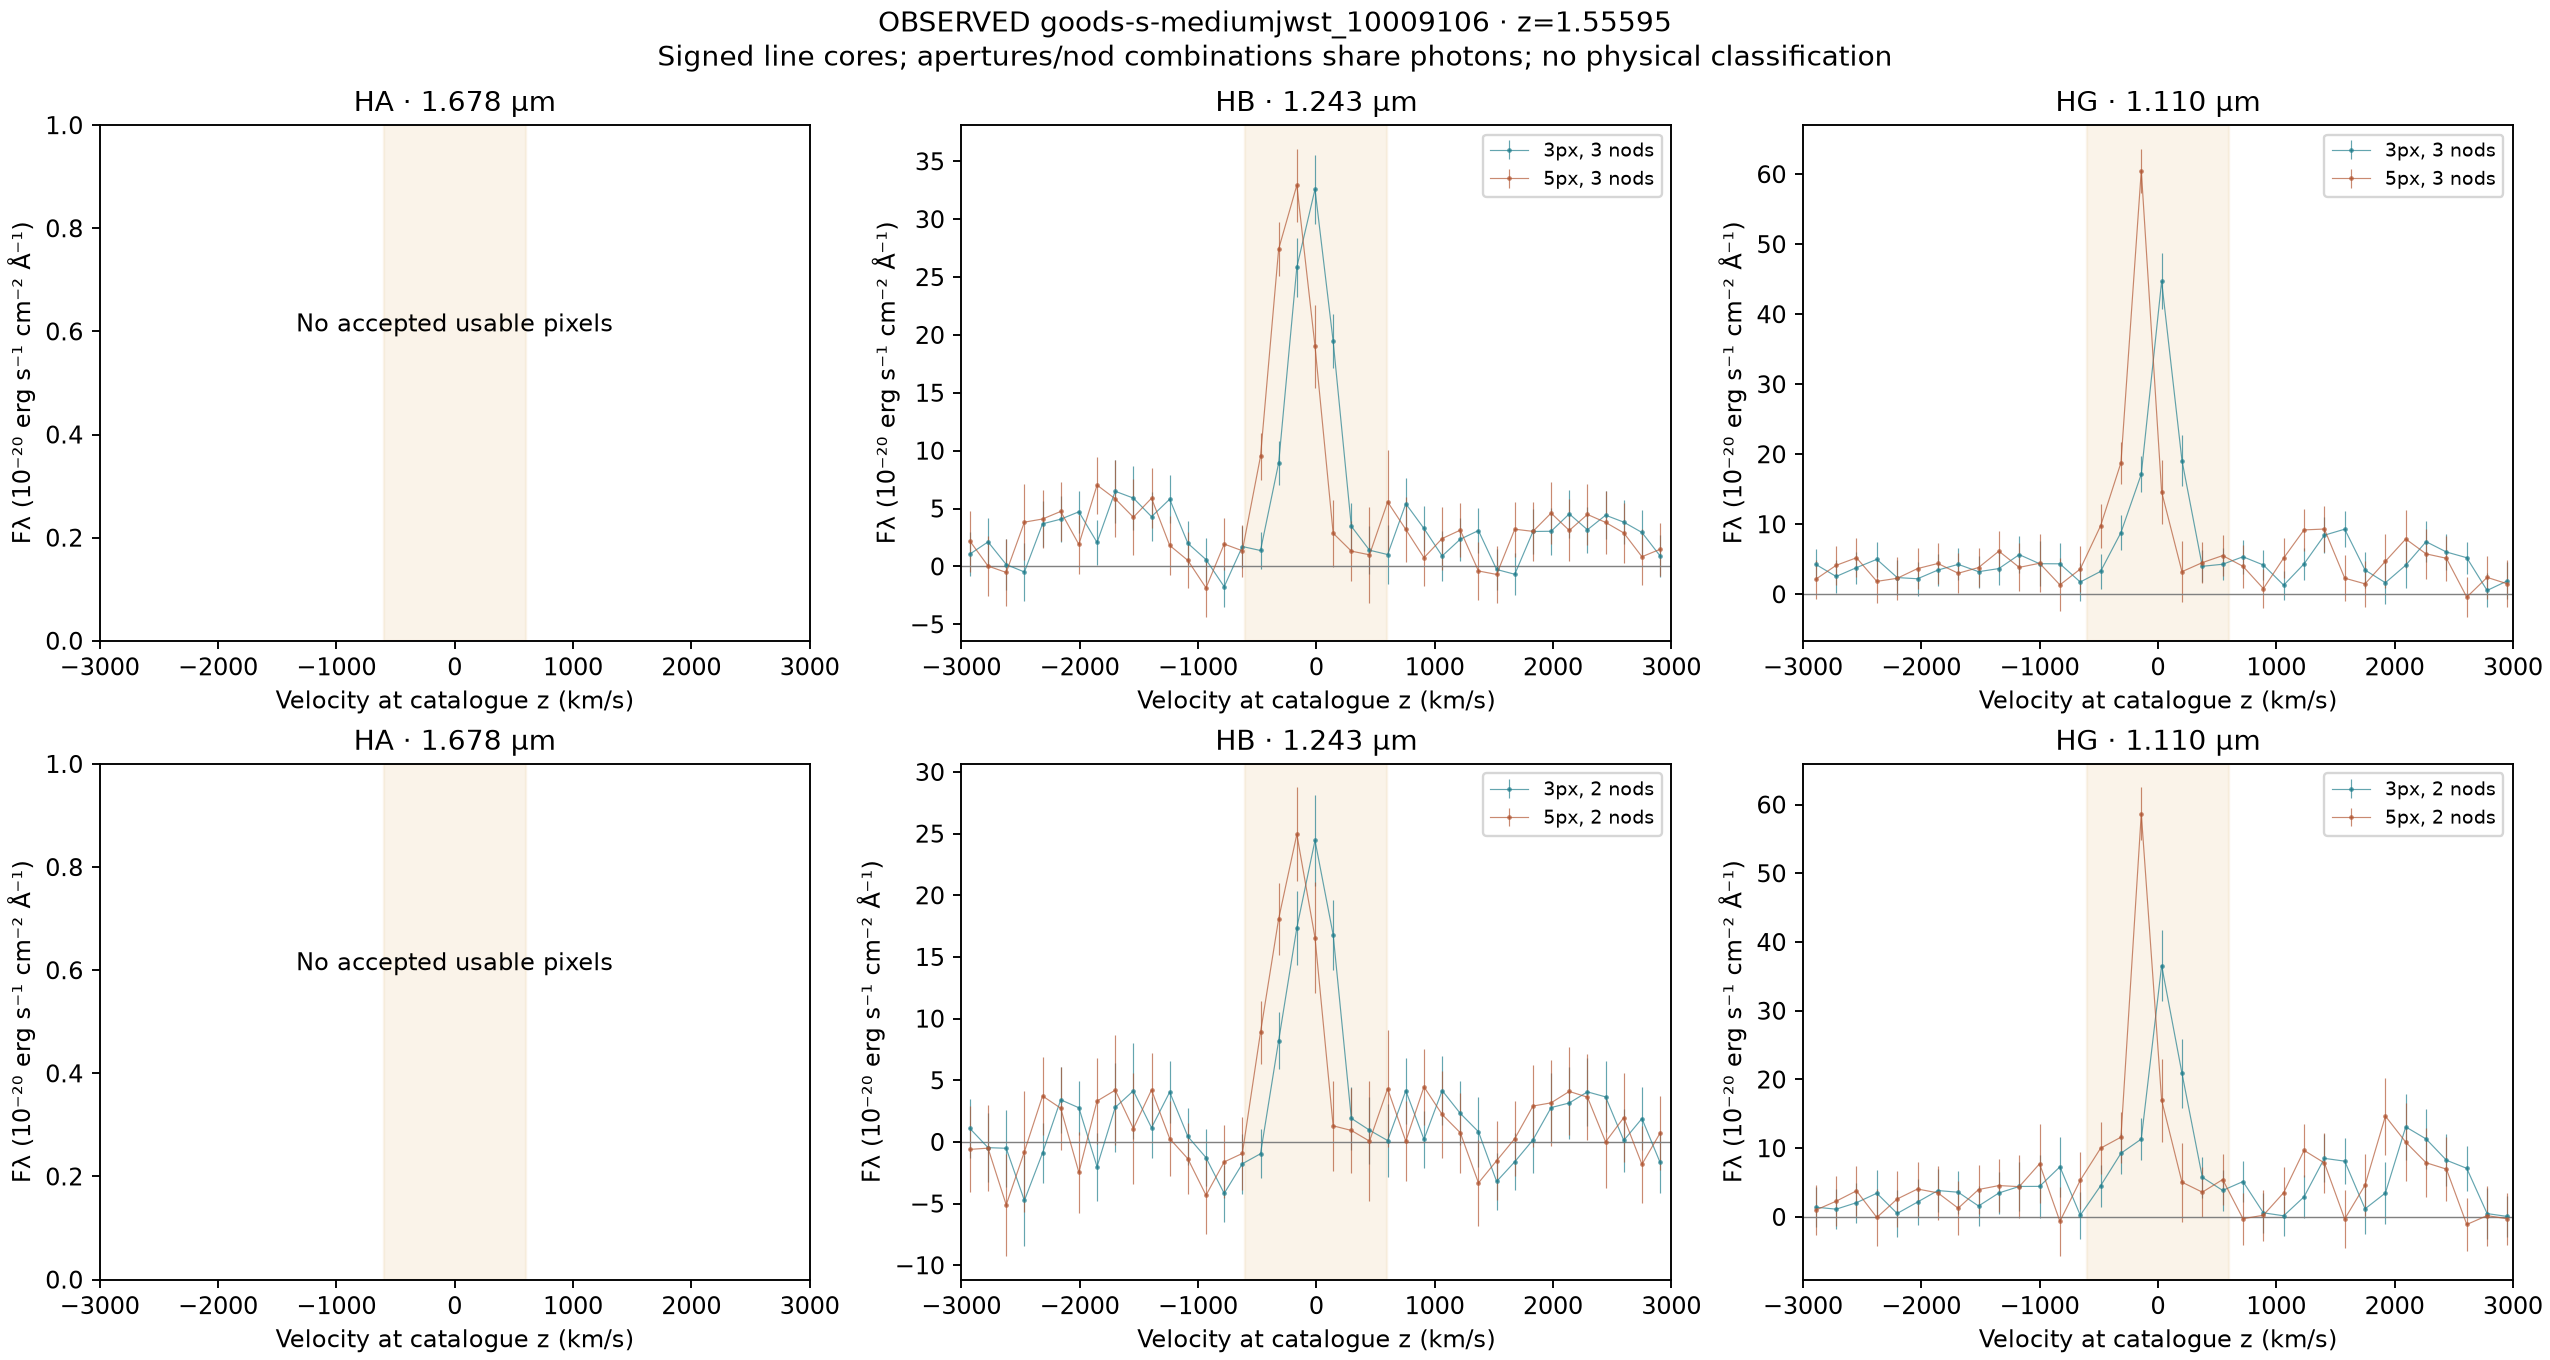 OBSERVED goods-s-mediumjwst_10009106 · z=1.55595
Signed line cores; apertures/nod combinations share photons; no physical classification
HA · 1.678 µm
1.0
0.8
0.6
0.4
0.2
0.0
Fλ (10⁻²⁰ erg s⁻¹ cm⁻² Å⁻¹)
No accepted usable pixels
−3000 −2000 −1000 0 1000 2000 3000
Velocity at catalogue z (km/s)
HB · 1.243 µm
35
30
25
20
15
10
5
0
−5
Fλ (10⁻²⁰ erg s⁻¹ cm⁻² Å⁻¹)
3px, 3 nods
5px, 3 nods
−3000 −2000 −1000 0 1000 2000 3000
Velocity at catalogue z (km/s)
HG · 1.110 µm
60
50
40
30
20
10
0
Fλ (10⁻²⁰ erg s⁻¹ cm⁻² Å⁻¹)
3px, 3 nods
5px, 3 nods
−3000 −2000 −1000 0 1000 2000 3000
Velocity at catalogue z (km/s)
HA · 1.678 µm
1.0
0.8
0.6
0.4
0.2
0.0
Fλ (10⁻²⁰ erg s⁻¹ cm⁻² Å⁻¹)
No accepted usable pixels
−3000 −2000 −1000 0 1000 2000 3000
Velocity at catalogue z (km/s)
HB · 1.243 µm
30
25
20
15
10
5
0
−5
−10
Fλ (10⁻²⁰ erg s⁻¹ cm⁻² Å⁻¹)
3px, 2 nods
5px, 2 nods
−3000 −2000 −1000 0 1000 2000 3000
Velocity at catalogue z (km/s)
HG · 1.110 µm
60
50
40
30
20
10
0
Fλ (10⁻²⁰ erg s⁻¹ cm⁻² Å⁻¹)
3px, 2 nods
5px, 2 nods
−3000 −2000 −1000 0 1000 2000 3000
Velocity at catalogue z (km/s)